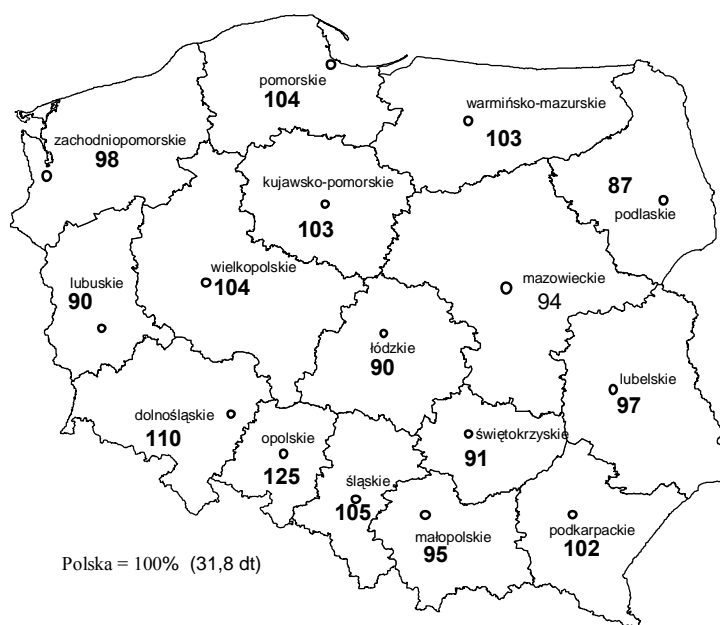 pomorskie
104
warmińsko-mazurskie
103
zachodniopomorskie
98
kujawsko-pomorskie
103
87
podlaskie
wielkopolskie
104
lubuskie
90
mazowieckie
94
łódzkie
90
lubelskie
97
dolnośląskie
110
opolskie
125
świętokrzyskie
91
śląskie
105
małopolskie
95
podkarpackie
102
Polska = 100% (31,8 dt)